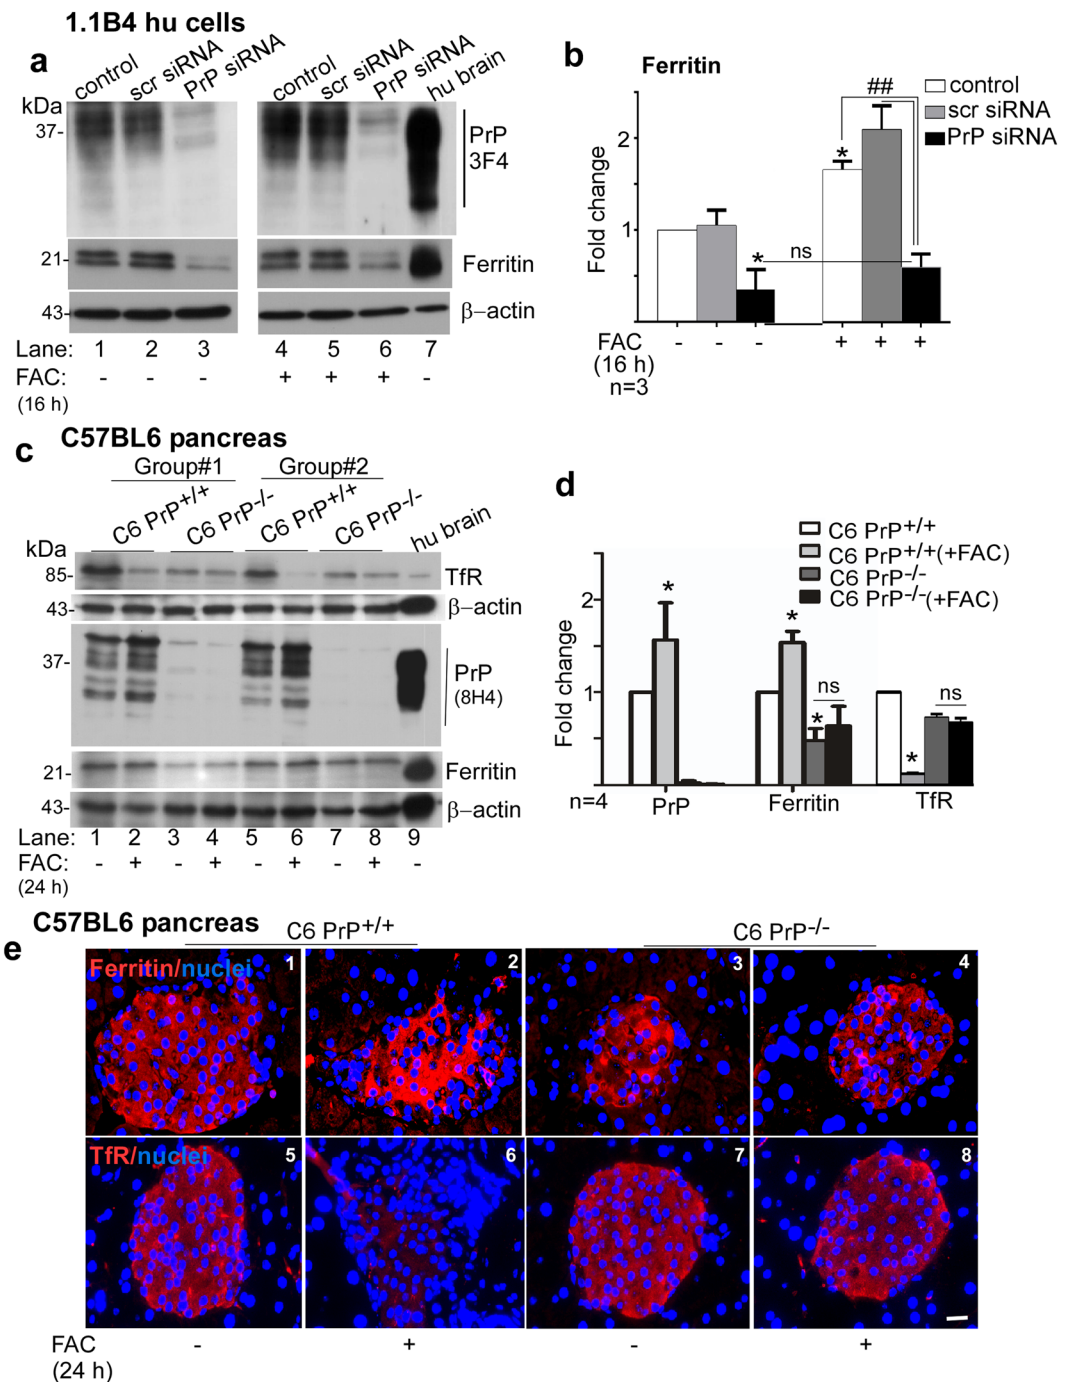 1.1B4 hu cells
a
control
scr siRNA
PrP siRNA
control
scr siRNA
PrP siRNA
hu brain
kDa
37-
PrP
3F4
21-
Ferritin
43-
β-actin
Lane: 1 2 3 4 5 6 7
FAC: - - - + + + -
(16 h)
b
Ferritin
control
scr siRNA
PrP siRNA
##
2
*
Fold change
1
*
ns
FAC - - - + + +
(16 h)
n=3
C57BL6 pancreas
c
Group#1 Group#2
C6 PrP+/+
C6 PrP-/-
C6 PrP+/+
C6 PrP-/-
hu brain
kDa
85-
TfR
43-
β-actin
37-
PrP
(8H4)
21-
Ferritin
43-
β-actin
Lane: 1 2 3 4 5 6 7 8 9
FAC: - + - + - + - + -
(24 h)
d
C6 PrP+/+
C6 PrP+/+(+FAC)
C6 PrP-/-
C6 PrP-/-(+FAC)
2
*
*
Fold change
ns
ns
1
*
*
n=4
PrP Ferritin TfR
C57BL6 pancreas
e
C6 PrP+/+ C6 PrP-/-
Ferritin/nuclei 1 2 3 4
TfR/nuclei 5 6 7 8
FAC - + - +
(24 h)